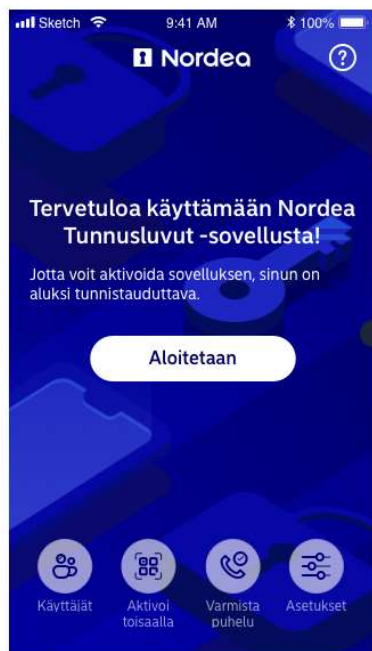 Sketch 9:41 AM 100%
Nordea ?
Tervetuloa käyttämään Nordea
Tunnusluvut -sovellusta!
Jotta voit aktivoida sovelluksen, sinun on
aluksi tunnistauduttava.
Aloitetaan
Käyttäjät Aktivoi Varmista Asetukset
toisaalla puhelu